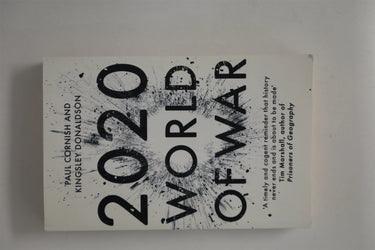 PAUL CORNISH AND
KINGSLEY DONALDSON
2020
WORLD
OF WAR
'A timely and cogent reminder that history
never ends and is about to be made'
Tim Marshall, author of
Prisoners of Geography